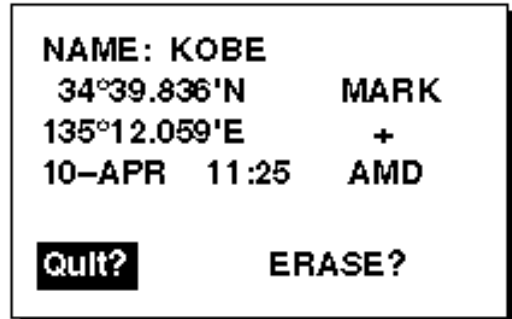 NAME: KOBE
34°39.836'N MARK
135°12.059'E +
10–APR 11:25 AMD
Quit? ERASE?